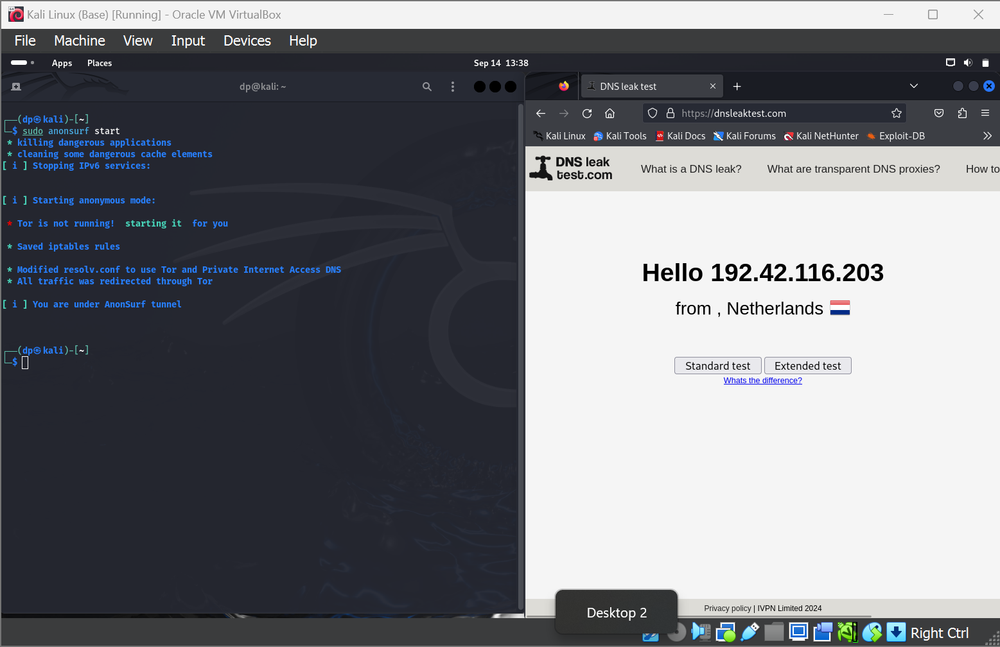 Kali Linux (Base) [Running] - Oracle VM VirtualBox
File Machine View Input Devices Help
Apps Places Sep 14 13:38
dp@kali: ~
┌──(dp㉿kali)-[~]
└─$ sudo anonsurf start
* killing dangerous applications
* cleaning some dangerous cache elements
[ i ] Stopping IPv6 services:
[ i ] Starting anonymous mode:
* Tor is not running! starting it for you
* Saved iptables rules
* Modified resolv.conf to use Tor and Private Internet Access DNS
* All traffic was redirected through Tor
[ i ] You are under AnonSurf tunnel
┌──(dp㉿kali)-[~]
└─$
DNS leak test
https://dnsleaktest.com
Kali Linux Kali Tools Kali Docs Kali Forums Kali NetHunter Exploit-DB
DNS leak
test.com
What is a DNS leak? What are transparent DNS proxies? How to
Hello 192.42.116.203
from , Netherlands
Standard test Extended test
Whats the difference?
Privacy policy | IVPN Limited 2024
Desktop 2
Right Ctrl